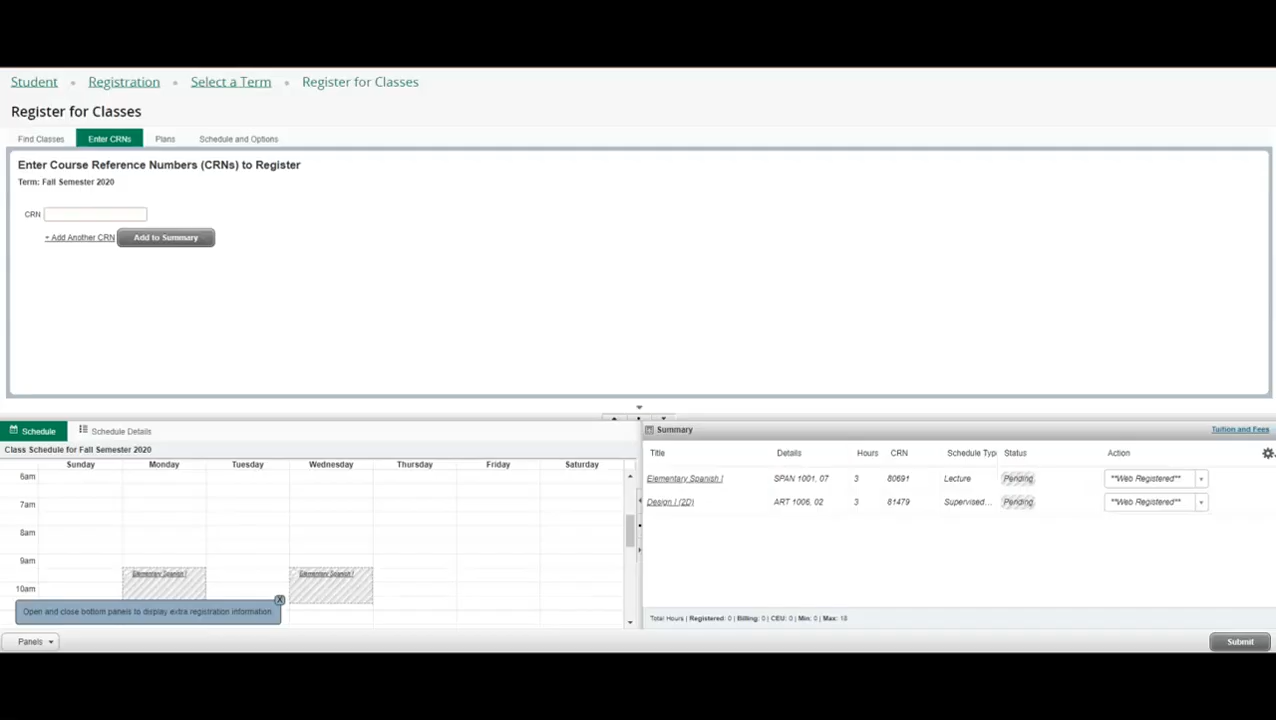 Student • Registration • Select a Term • Register for Classes
Register for Classes
Find Classes Enter CRNs Plans Schedule and Options
Enter Course Reference Numbers (CRNs) to Register
Term: Fall Semester 2020
CRN
+ Add Another CRN Add to Summary
Schedule Schedule Details
Class Schedule for Fall Semester 2020
Sunday Monday Tuesday Wednesday Thursday Friday Saturday
6am
7am
8am
9am
Elementary Spanish I Elementary Spanish I
10am
Open and close bottom panels to display extra registration information.
Panels
Summary Tuition and Fees
Title Details Hours CRN Schedule Typ Status Action
Elementary Spanish I SPAN 1001, 07 3 80691 Lecture Pending **Web Registered**
Design I (2D) ART 1006, 02 3 81479 Supervised... Pending **Web Registered**
Total Hours | Registered: 0 | Billing: 0 | CEU: 0 | Min: 0 | Max: 18
Submit